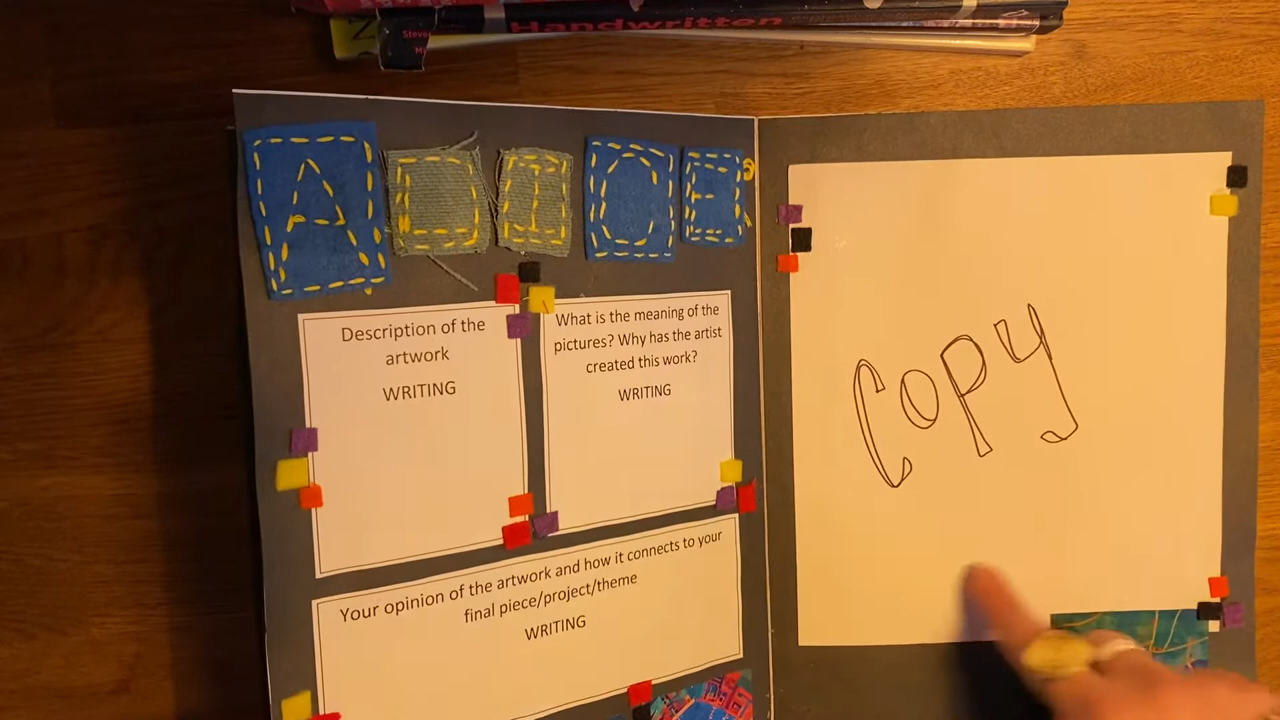 Handwritten
Steve
A L I C E
Description of the
artwork
WRITING
What is the meaning of the
pictures? Why has the artist
created this work?
WRITING
Your opinion of the artwork and how it connects to your
final piece/project/theme
WRITING
Copy